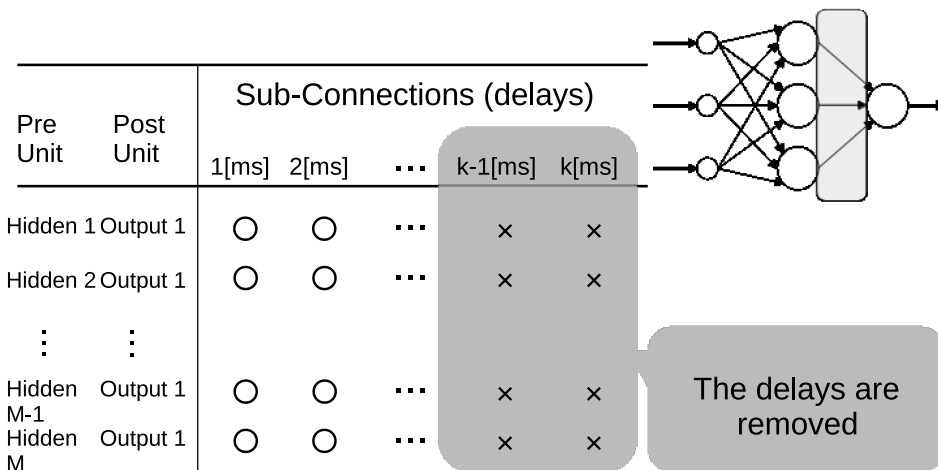 Sub-Connections (delays)
Pre Unit
Post Unit
1[ms] 2[ms] ... k-1[ms] k[ms]
Hidden 1 Output 1 ○ ○ ... × ×
Hidden 2 Output 1 ○ ○ ... × ×
⋮ ⋮
Hidden M-1 Output 1 ○ ○ ... × ×
Hidden M Output 1 ○ ○ ... × ×
The delays are
removed